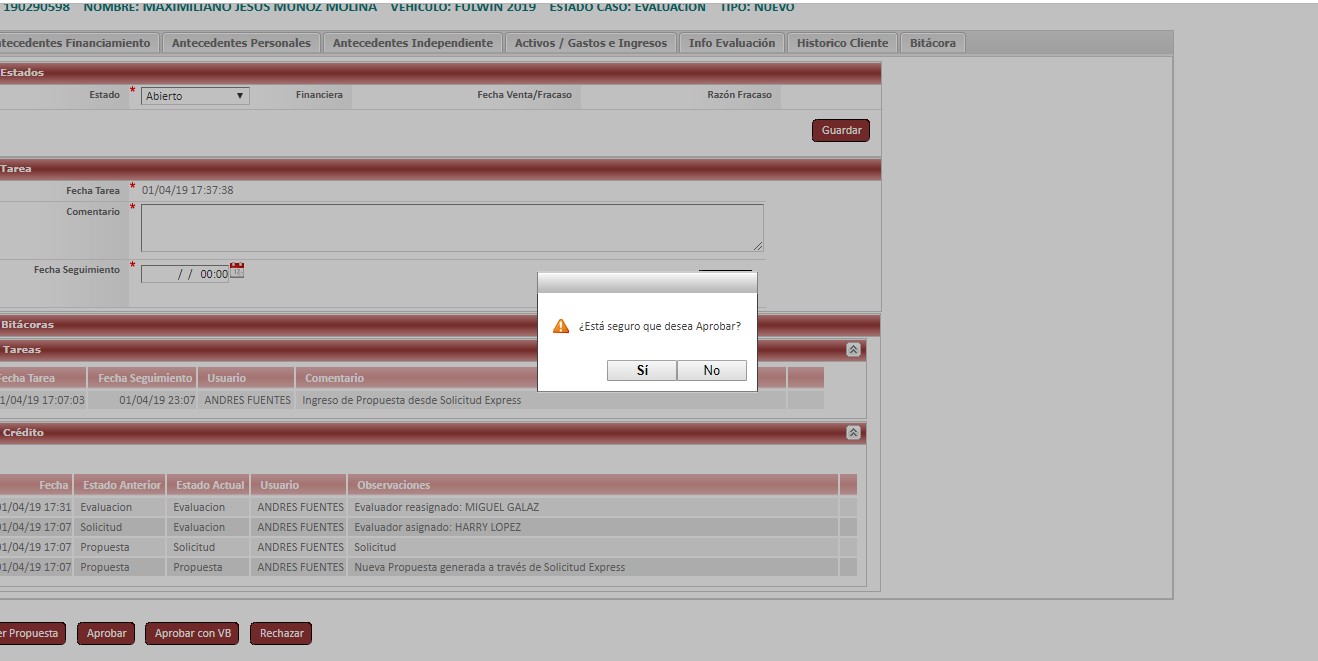 190290598 NOMBRE: MAXIMILIANO JESUS MUNOZ MOLINA VEHICULO: FULWIN 2019 ESTADO CASO: EVALUACION TIPO: NUEVO
ntecedentes Financiamiento Antecedentes Personales Antecedentes Independiente Activos / Gastos e Ingresos Info Evaluación Historico Cliente Bitácora
Estados
Estado * Abierto Financiera Fecha Venta/Fracaso Razón Fracaso
Guardar
Tarea
Fecha Tarea * 01/04/19 17:37:38
Comentario *
Fecha Seguimiento * / / 00:00
¿Está seguro que desea Aprobar?
Sí No
Bitácoras
Tareas
Fecha Tarea Fecha Seguimiento Usuario Comentario
1/04/19 17:07:03 01/04/19 23:07 ANDRES FUENTES Ingreso de Propuesta desde Solicitud Express
Crédito
Fecha Estado Anterior Estado Actual Usuario Observaciones
01/04/19 17:31 Evaluacion Evaluacion ANDRES FUENTES Evaluador reasignado: MIGUEL GALAZ
01/04/19 17:07 Solicitud Evaluacion ANDRES FUENTES Evaluador asignado: HARRY LOPEZ
01/04/19 17:07 Propuesta Solicitud ANDRES FUENTES Solicitud
01/04/19 17:07 Propuesta Propuesta ANDRES FUENTES Nueva Propuesta generada a través de Solicitud Express
er Propuesta Aprobar Aprobar con VB Rechazar